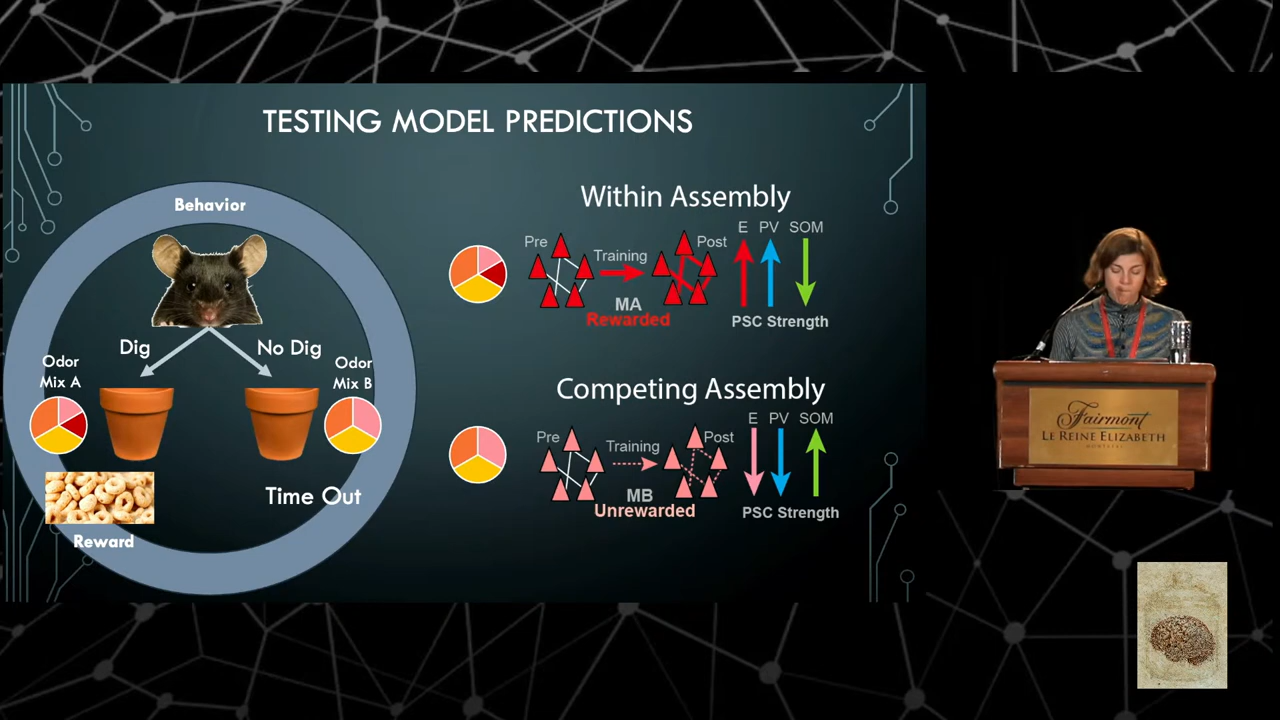 TESTING MODEL PREDICTIONS
Behavior
Dig
No Dig
Odor
Mix A
Odor
Mix B
Time Out
Reward
Within Assembly
Pre
Training
Post
MA
Rewarded
E PV SOM
PSC Strength
Competing Assembly
Pre
Training
Post
MB
Unrewarded
E PV SOM
PSC Strength
Fairmont
LE REINE ELIZABETH
MONTRÉAL